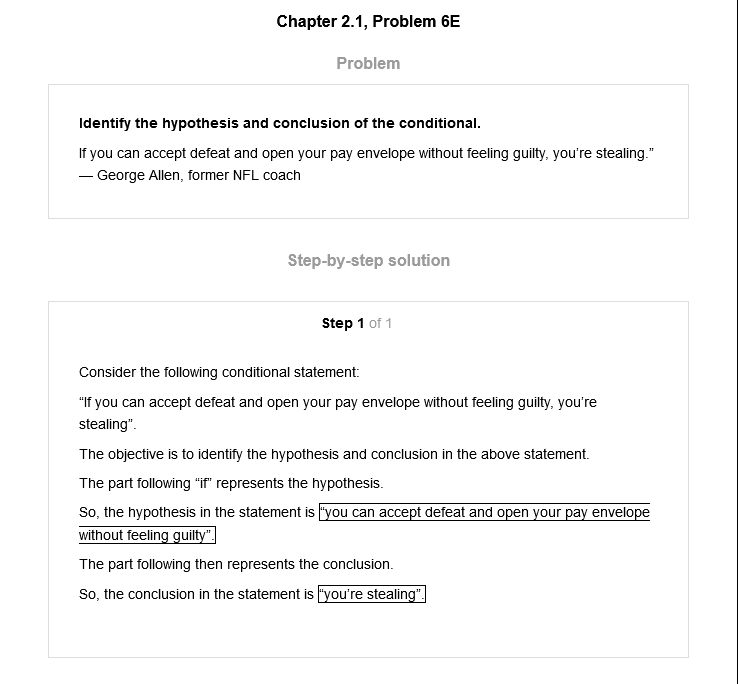 Chapter 2.1, Problem 6E
Problem
Identify the hypothesis and conclusion of the conditional.
If you can accept defeat and open your pay envelope without feeling guilty, you’re stealing.”
— George Allen, former NFL coach
Step-by-step solution
Step 1 of 1
Consider the following conditional statement:
“If you can accept defeat and open your pay envelope without feeling guilty, you’re
stealing”.
The objective is to identify the hypothesis and conclusion in the above statement.
The part following “if” represents the hypothesis.
So, the hypothesis in the statement is “you can accept defeat and open your pay envelope
without feeling guilty”.
The part following then represents the conclusion.
So, the conclusion in the statement is “you’re stealing”.